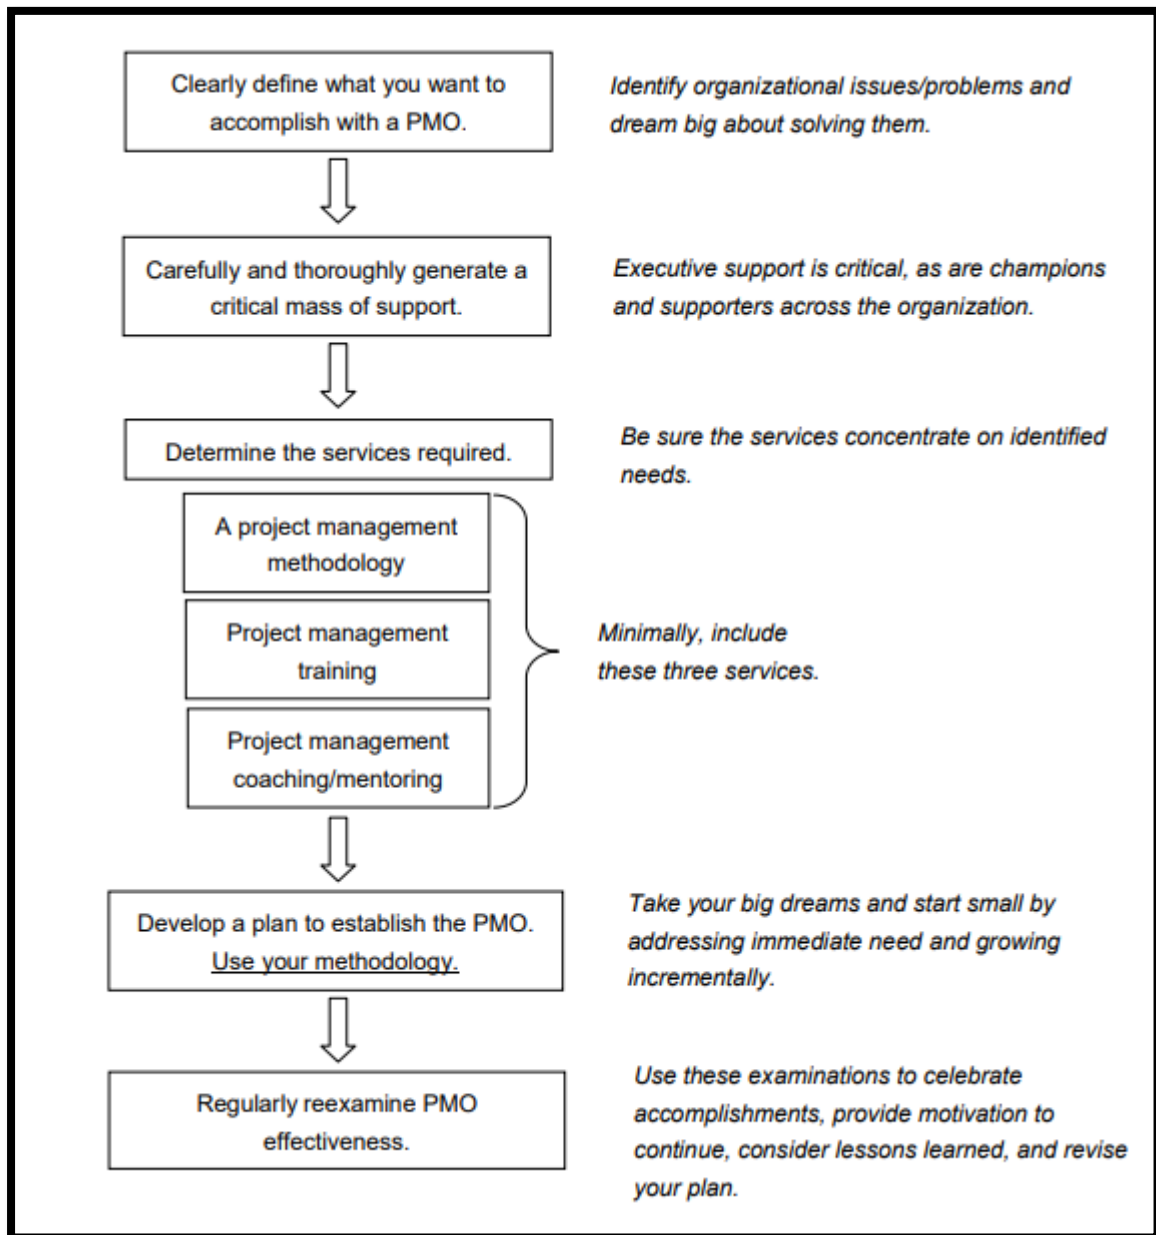 Clearly define what you want to
accomplish with a PMO.
Identify organizational issues/problems and
dream big about solving them.
Carefully and thoroughly generate a
critical mass of support.
Executive support is critical, as are champions
and supporters across the organization.
Determine the services required.
Be sure the services concentrate on identified
needs.
A project management
methodology
Project management
training
Project management
coaching/mentoring
Minimally, include
these three services.
Develop a plan to establish the PMO.
Use your methodology.
Take your big dreams and start small by
addressing immediate need and growing
incrementally.
Regularly reexamine PMO
effectiveness.
Use these examinations to celebrate
accomplishments, provide motivation to
continue, consider lessons learned, and revise
your plan.